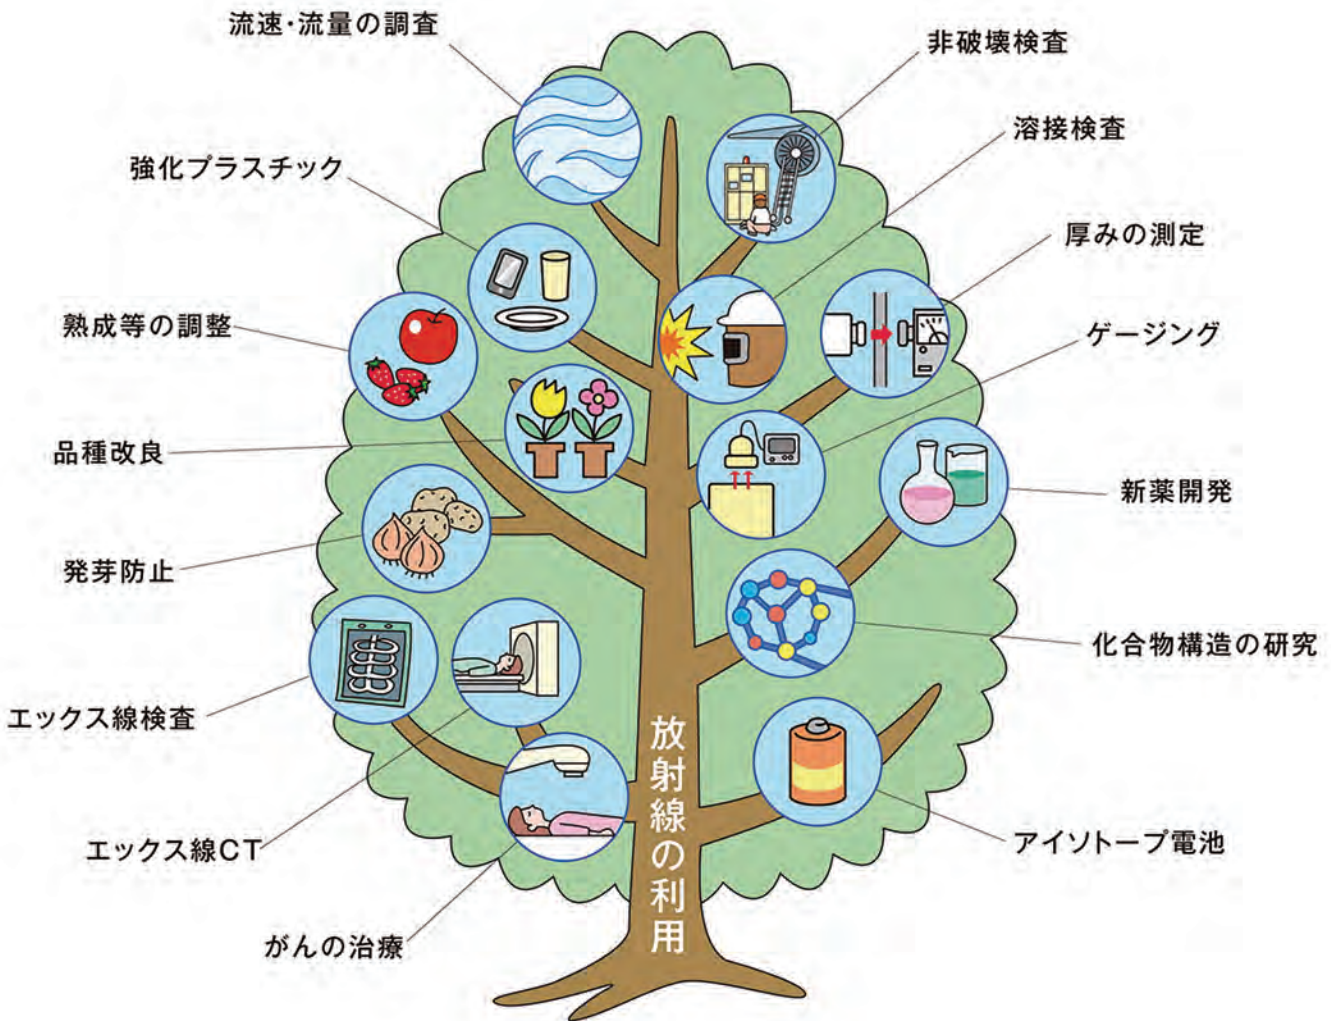 流速・流量の調査
強化プラスチック
熟成等の調整
品種改良
発芽防止
エックス線検査
エックス線CT
がんの治療
非破壊検査
溶接検査
厚みの測定
ゲージング
新薬開発
化合物構造の研究
アイソトープ電池
放射線の利用